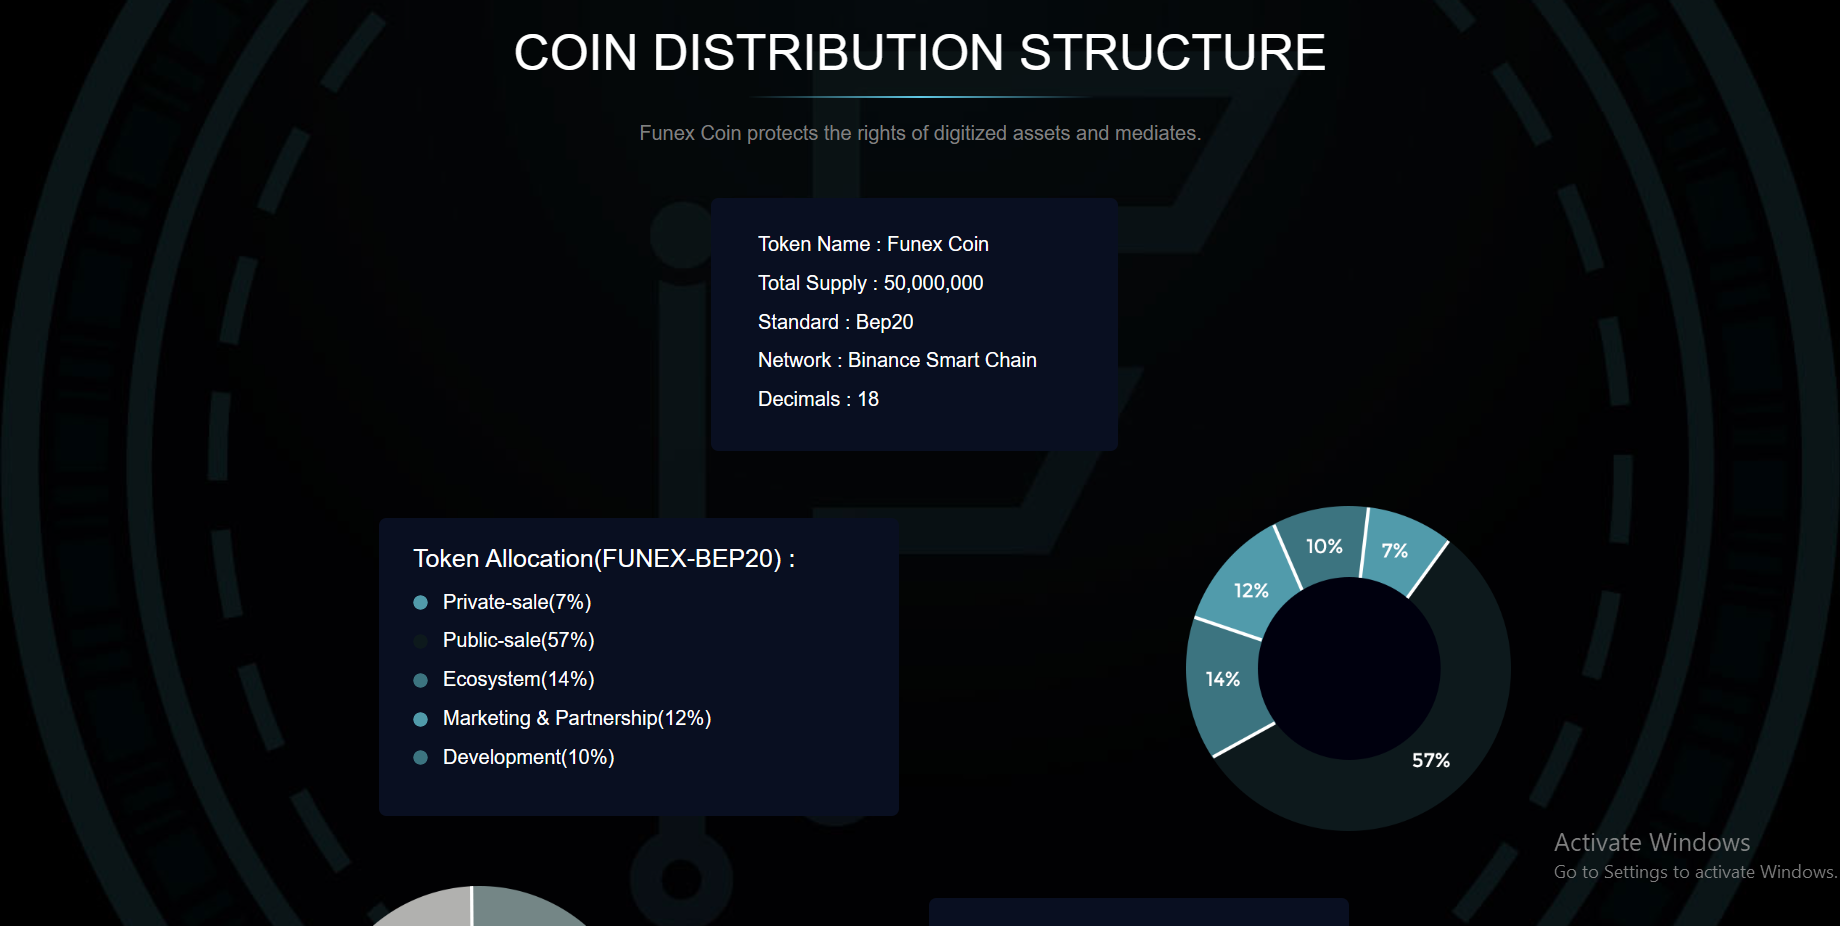 COIN DISTRIBUTION STRUCTURE
Funex Coin protects the rights of digitized assets and mediates.
Token Name : Funex Coin
Total Supply : 50,000,000
Standard : Bep20
Network : Binance Smart Chain
Decimals : 18
Token Allocation(FUNEX-BEP20) :
Private-sale(7%)
Public-sale(57%)
Ecosystem(14%)
Marketing & Partnership(12%)
Development(10%)
10%
7%
12%
14%
57%
Activate Windows
Go to Settings to activate Windows.